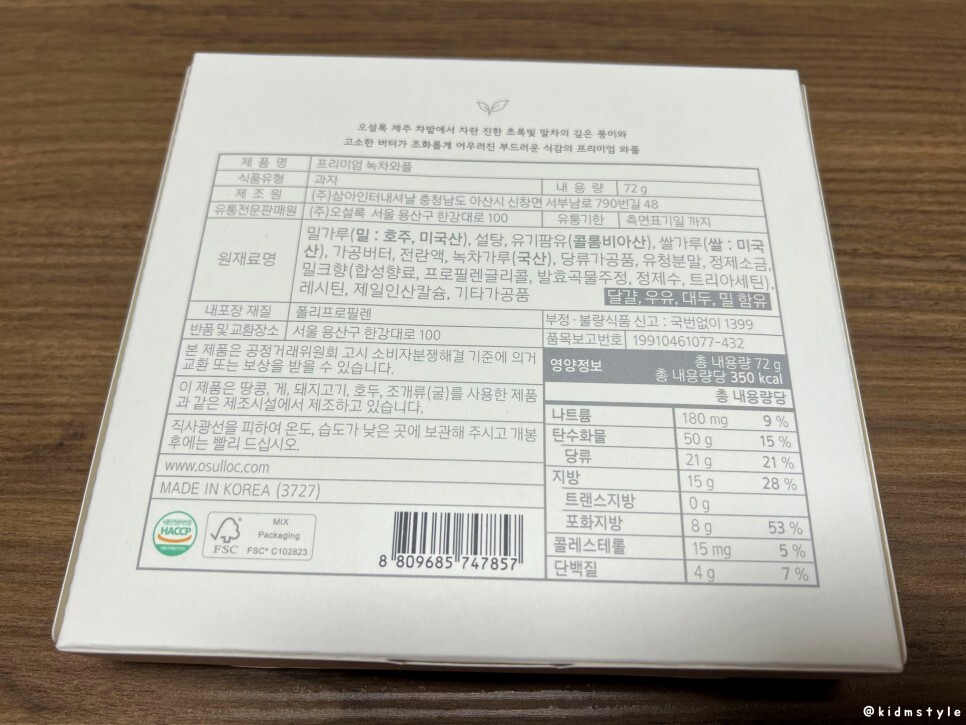 오설록 제주 차밭에서 자란 진한 초록빛 말차의 깊은 풍미와
고소한 버터가 조화롭게 어우러진 부드러운 식감의 프리미엄 와플
제 품 명 프리미엄 녹차와플
식품유형 과자 내 용 량 72 g
제 조 원 (주)삼아인터내셔날 충청남도 아산시 신창면 서부남로 790번길 48
유통전문판매원 (주)오설록 서울 용산구 한강대로 100 유통기한 측면표기일 까지
원재료명
밀가루(밀 : 호주, 미국산), 설탕, 유기팜유(콜롬비아산), 쌀가루(쌀 : 미국
산), 가공버터, 전란액, 녹차가루(국산), 당류가공품, 유청분말, 정제소금,
밀크향(합성향료, 프로필렌글리콜, 발효곡물주정, 정제수, 트리아세틴),
레시틴, 제일인산칼슘, 기타가공품 달걀, 우유, 대두, 밀 함유
내포장 재질 폴리프로필렌
반품 및 교환장소 서울 용산구 한강대로 100
본 제품은 공정거래위원회 고시 소비자분쟁해결 기준에 의거
교환 또는 보상을 받을 수 있습니다.
이 제품은 땅콩, 게, 돼지고기, 호두, 조개류(굴)를 사용한 제품
과 같은 제조시설에서 제조하고 있습니다.
직사광선을 피하여 온도, 습도가 낮은 곳에 보관해 주시고 개봉
후에는 빨리 드십시오.
www.osulloc.com
MADE IN KOREA (3727)
HACCP
FSC
MIX
Packaging
FSC® C102823
8 809685 747857
부정·불량식품 신고 : 국번없이 1399
품목보고번호 19910461077-432
영양정보 총 내용량 72 g
총 내용량당 350 kcal
총 내용량당
나트륨 180 mg 9 %
탄수화물 50 g 15 %
당류 21 g 21 %
지방 15 g 28 %
트랜스지방 0 g
포화지방 8 g 53 %
콜레스테롤 15 mg 5 %
단백질 4 g 7 %
@kidmstyle